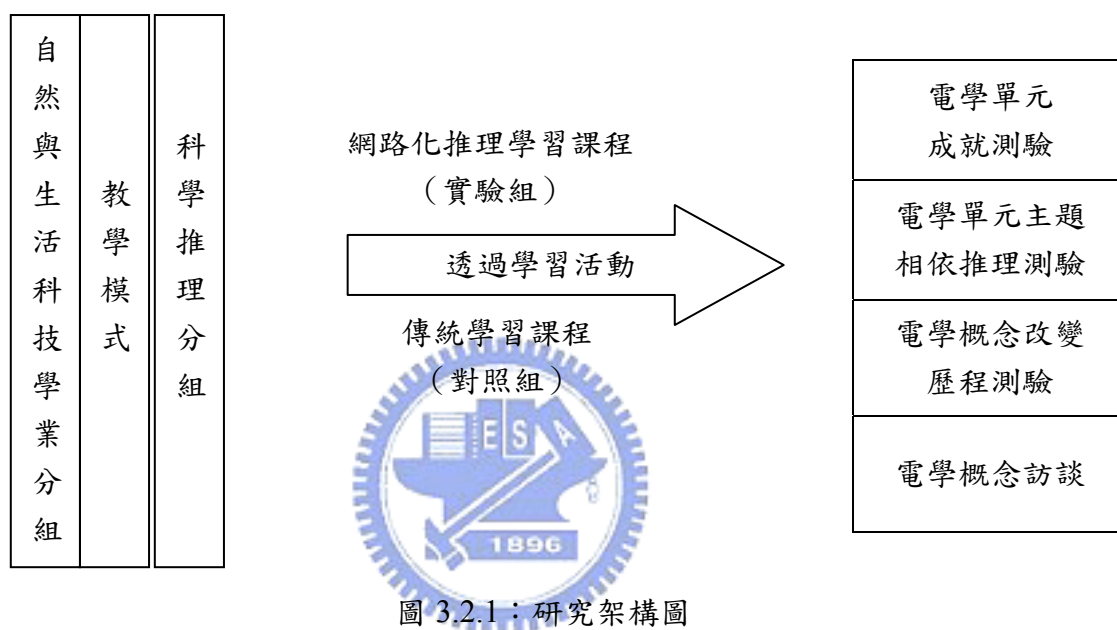 自然與生活科技學業分組
教學模式
科學推理分組
網路化推理學習課程
（實驗組）
透過學習活動
傳統學習課程
（對照組）
電學單元
成就測驗
電學單元主題
相依推理測驗
電學概念改變
歷程測驗
電學概念訪談
ESA
1896
圖 3.2.1：研究架構圖